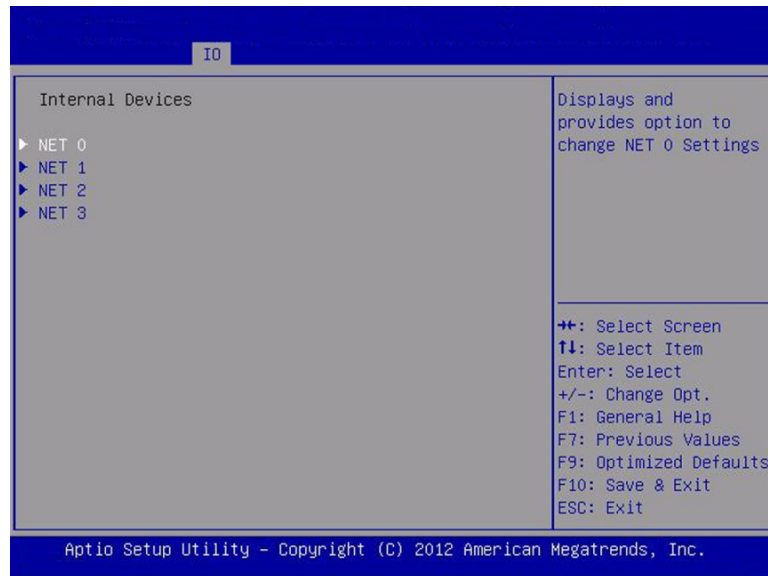 IO
Internal Devices
NET 0
NET 1
NET 2
NET 3
Displays and
provides option to
change NET 0 Settings
→←: Select Screen
↑↓: Select Item
Enter: Select
+/-: Change Opt.
F1: General Help
F7: Previous Values
F9: Optimized Defaults
F10: Save & Exit
ESC: Exit
Aptio Setup Utility - Copyright (C) 2012 American Megatrends, Inc.